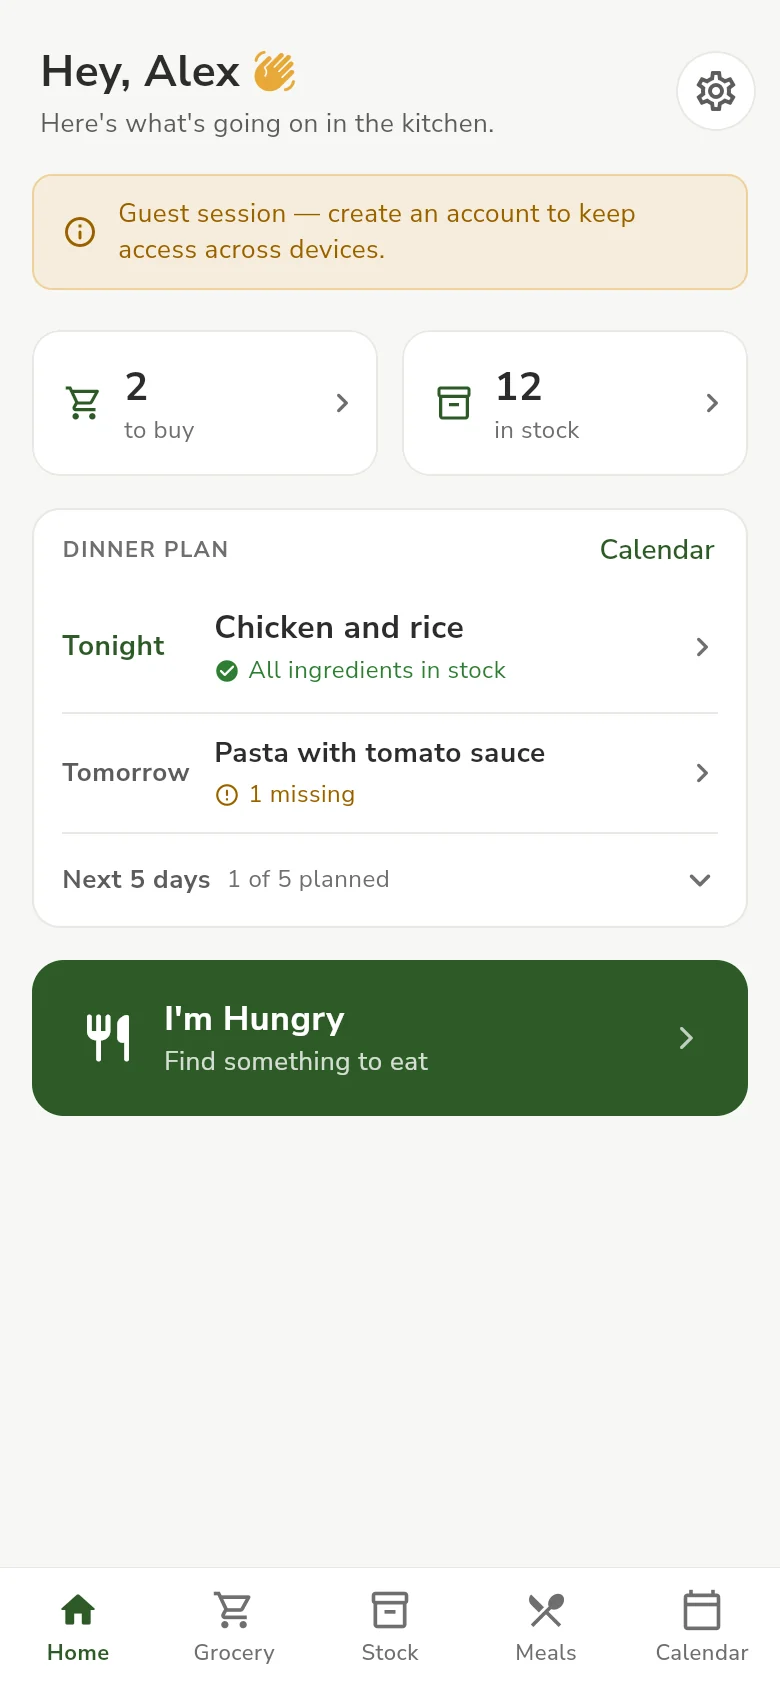 Hey, Alex 👋
Here's what's going on in the kitchen.
Guest session — create an account to keep
access across devices.
2
to buy
12
in stock
DINNER PLAN
Calendar
Tonight
Chicken and rice
All ingredients in stock
Tomorrow
Pasta with tomato sauce
1 missing
Next 5 days 1 of 5 planned
I'm Hungry
Find something to eat
Home
Grocery
Stock
Meals
Calendar